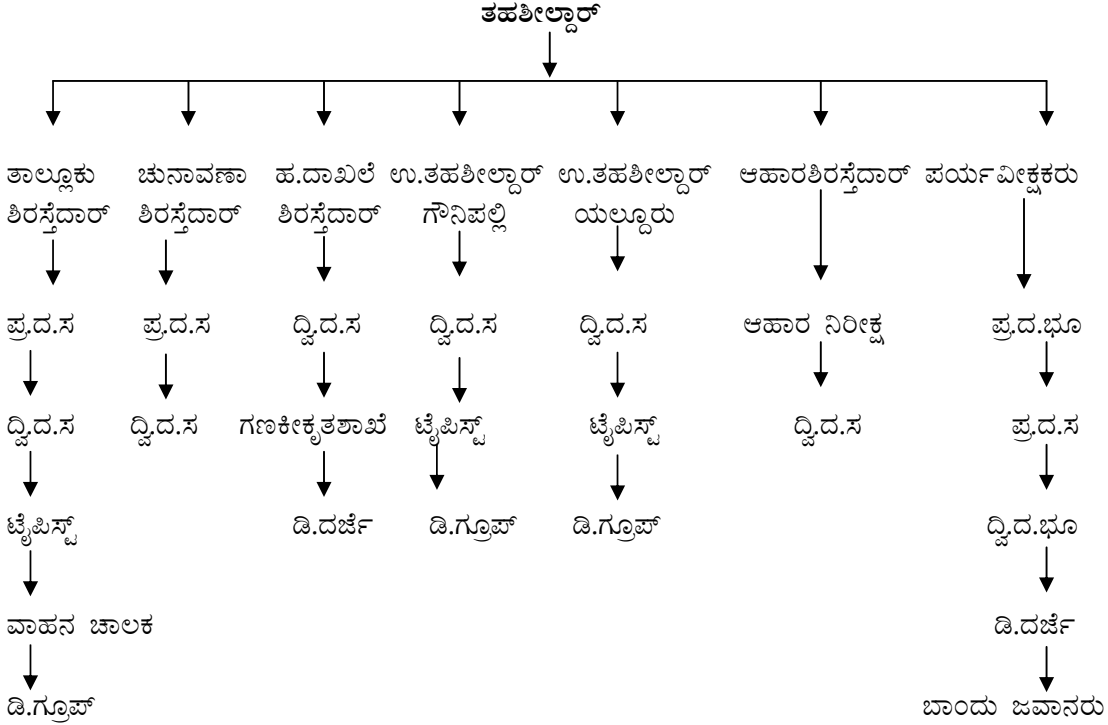 ತಹಶೀಲ್ದಾರ್
ತಾಲ್ಲೂಕು ಚುನಾವಣಾ ಹ.ದಾಖಲೆ ಉ.ತಹಶೀಲ್ದಾರ್ ಉ.ತಹಶೀಲ್ದಾರ್ ಆಹಾರಶಿರಸ್ತೆದಾರ್ ಪರ್ಯವೀಕ್ಷಕರು
ಶಿರಸ್ತೆದಾರ್ ಶಿರಸ್ತೆದಾರ್ ಶಿರಸ್ತೆದಾರ್ ಗೌನಿಪಲ್ಲಿ ಯಲ್ದೂರು
ಪ್ರ.ದ.ಸ ಪ್ರ.ದ.ಸ ದ್ವಿ.ದ.ಸ ದ್ವಿ.ದ.ಸ ದ್ವಿ.ದ.ಸ ಆಹಾರ ನಿರೀಕ್ಷ ಪ್ರ.ದ.ಭೂ
ದ್ವಿ.ದ.ಸ ದ್ವಿ.ದ.ಸ ಗಣಕೀಕೃತಶಾಖೆ ಟೈಪಿಸ್ಟ್ ಟೈಪಿಸ್ಟ್ ದ್ವಿ.ದ.ಸ ಪ್ರ.ದ.ಸ
ಟೈಪಿಸ್ಟ್ ಡಿ.ದರ್ಜೆ ಡಿ.ಗ್ರೂಪ್ ಡಿ.ಗ್ರೂಪ್ ದ್ವಿ.ದ.ಭೂ
ವಾಹನ ಚಾಲಕ ಡಿ.ದರ್ಜೆ
ಡಿ.ಗ್ರೂಪ್ ಬಾಂದು ಜವಾನರು